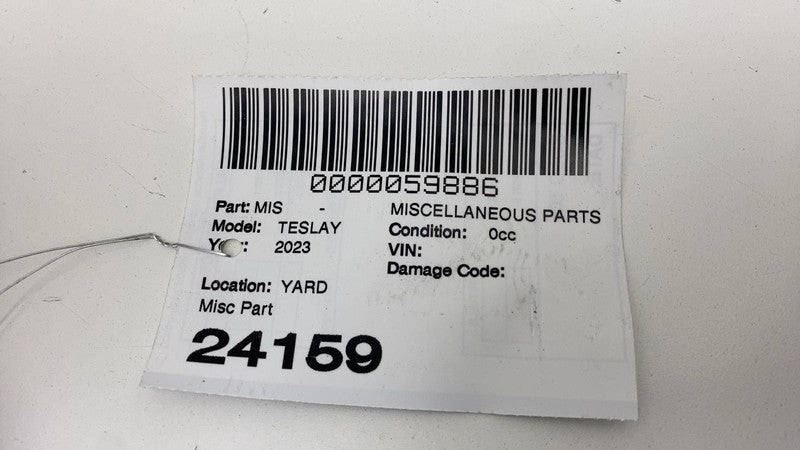 0000059886
Part: MIS - MISCELLANEOUS PARTS
Model: TESLAY Condition: 0cc
2023 VIN:
Damage Code:
Location: YARD
Misc Part
24159